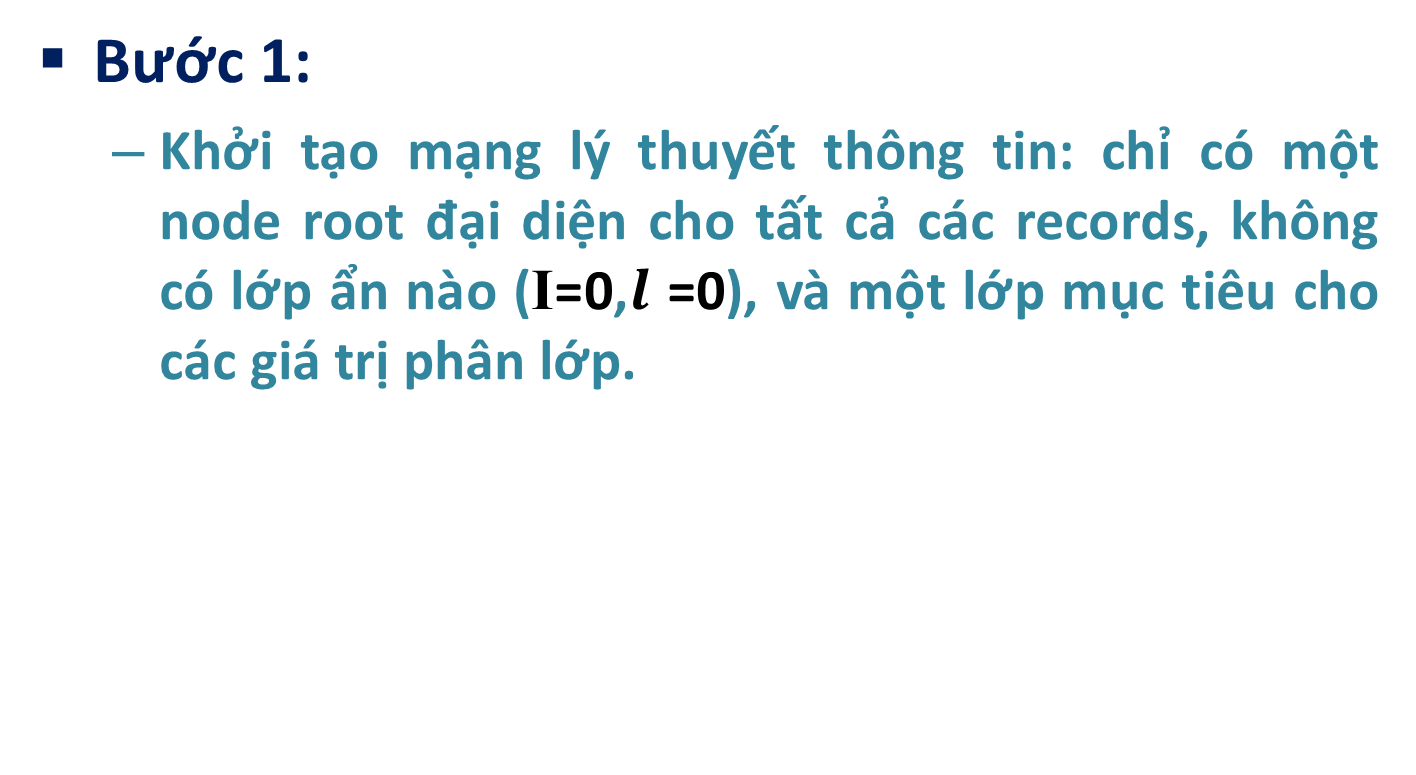 ▪ Bước 1:
– Khởi tạo mạng lý thuyết thông tin: chỉ có một
node root đại diện cho tất cả các records, không
có lớp ẩn nào (I=0,l =0), và một lớp mục tiêu cho
các giá trị phân lớp.